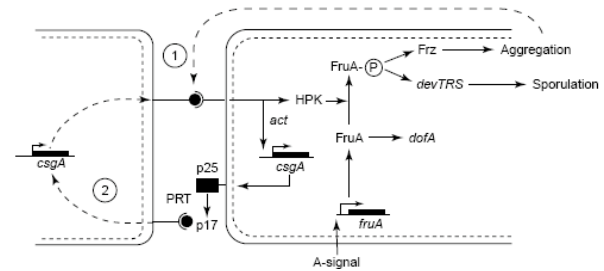 1
Frz
Aggregation
FruA-P
devTRS
Sporulation
HPK
act
FruA
dofA
csgA
csgA
p25
2
PRT
p17
fruA
A-signal